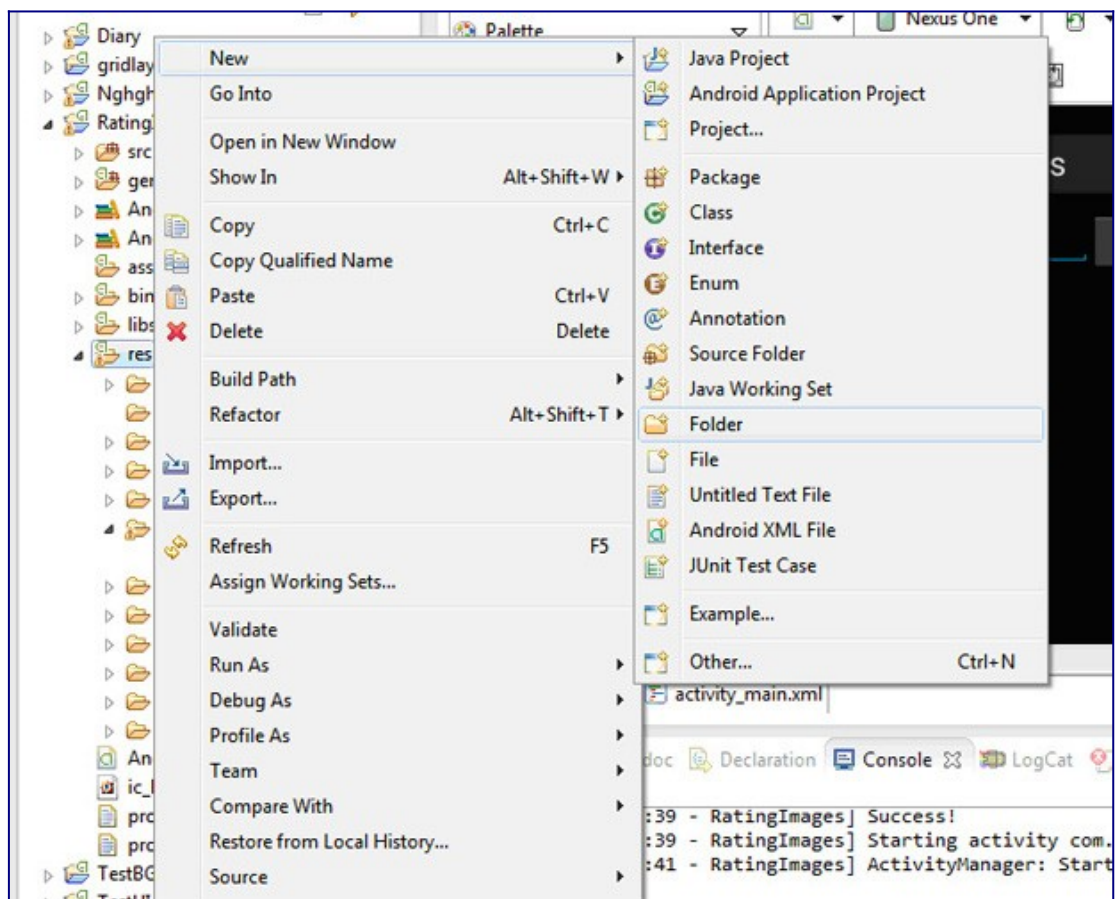 Diary
gridlay
Nghgh
Rating
src
ger
An
An
ass
bin
libs
res
An
ic_l
pro
pro
TestBG
New
Go Into
Open in New Window
Show In Alt+Shift+W
Copy Ctrl+C
Copy Qualified Name
Paste Ctrl+V
Delete Delete
Build Path
Refactor Alt+Shift+T
Import...
Export...
Refresh F5
Assign Working Sets...
Validate
Run As
Debug As
Profile As
Team
Compare With
Restore from Local History...
Source
Palette
Nexus One
Java Project
Android Application Project
Project...
Package
Class
Interface
Enum
Annotation
Source Folder
Java Working Set
Folder
File
Untitled Text File
Android XML File
JUnit Test Case
Example...
Other... Ctrl+N
S
activity_main.xml
doc Declaration Console LogCat
:39 - RatingImages] Success!
:39 - RatingImages] Starting activity com.
:41 - RatingImages] ActivityManager: Start